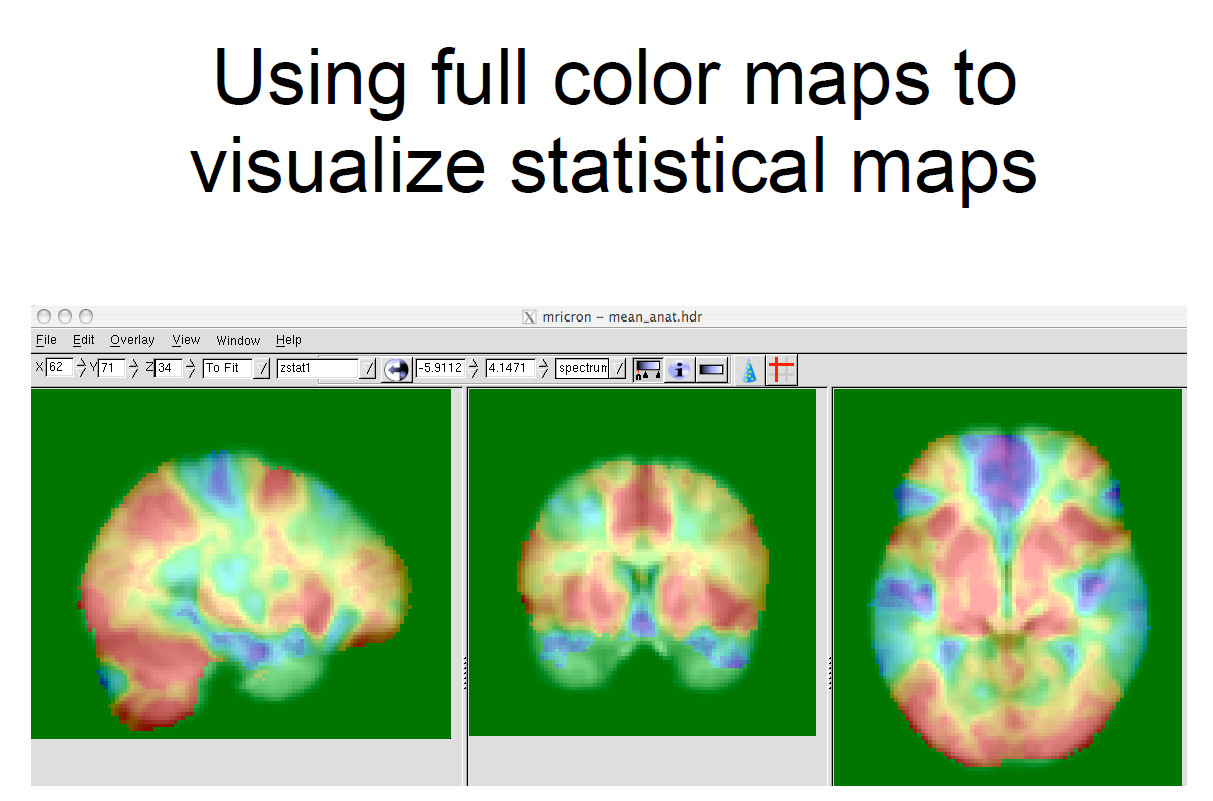 Using full color maps to
visualize statistical maps
mricron – mean_anat.hdr
File Edit Overlay View Window Help
X 62 Y 71 Z 34 To Fit zstat1 -5.9112 4.1471 spectrum